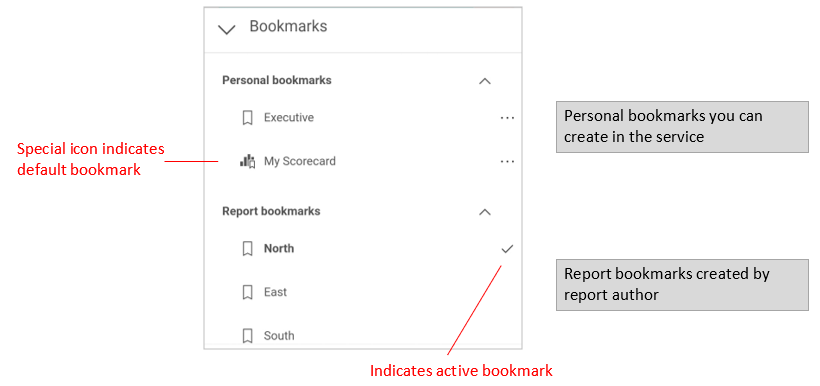 Bookmarks
Personal bookmarks
Executive
My Scorecard
Report bookmarks
North
East
South
Special icon indicates
default bookmark
Personal bookmarks you can
create in the service
Report bookmarks created by
report author
Indicates active bookmark